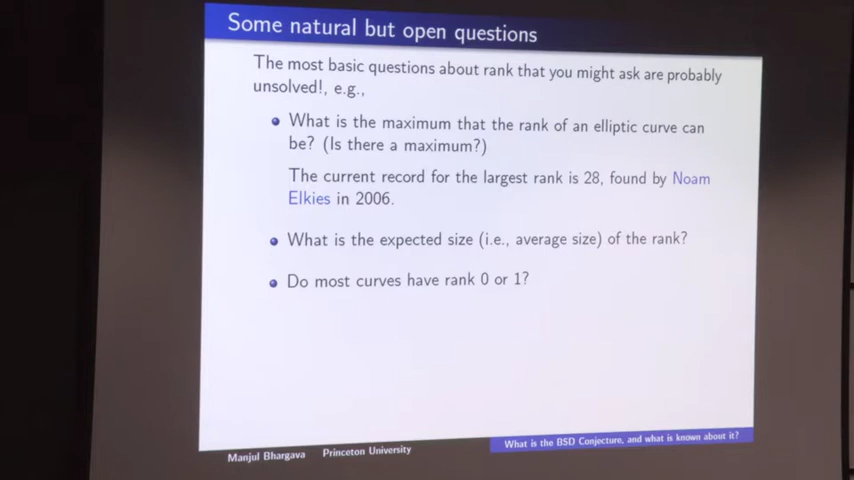 Some natural but open questions
The most basic questions about rank that you might ask are probably
unsolved!, e.g.,
What is the maximum that the rank of an elliptic curve can
be? (Is there a maximum?)
The current record for the largest rank is 28, found by Noam
Elkies in 2006.
What is the expected size (i.e., average size) of the rank?
Do most curves have rank 0 or 1?
Manjul Bhargava Princeton University
What is the BSD Conjecture, and what is known about it?